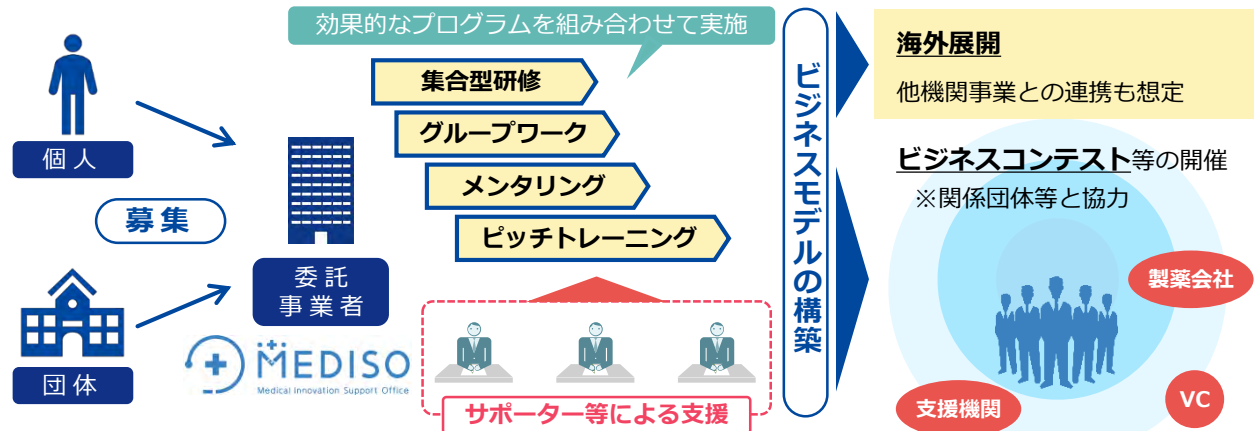 効果的なプログラムを組み合わせて実施
個人
団体
募集
委託
事業者
MEDISO
Medical Innovation Support Office
集合型研修
グループワーク
メンタリング
ピッチトレーニング
サポーター等による支援
ビジネスモデルの構築
海外展開
他機関事業との連携も想定
ビジネスコンテスト等の開催
※関係団体等と協力
製薬会社
支援機関
VC